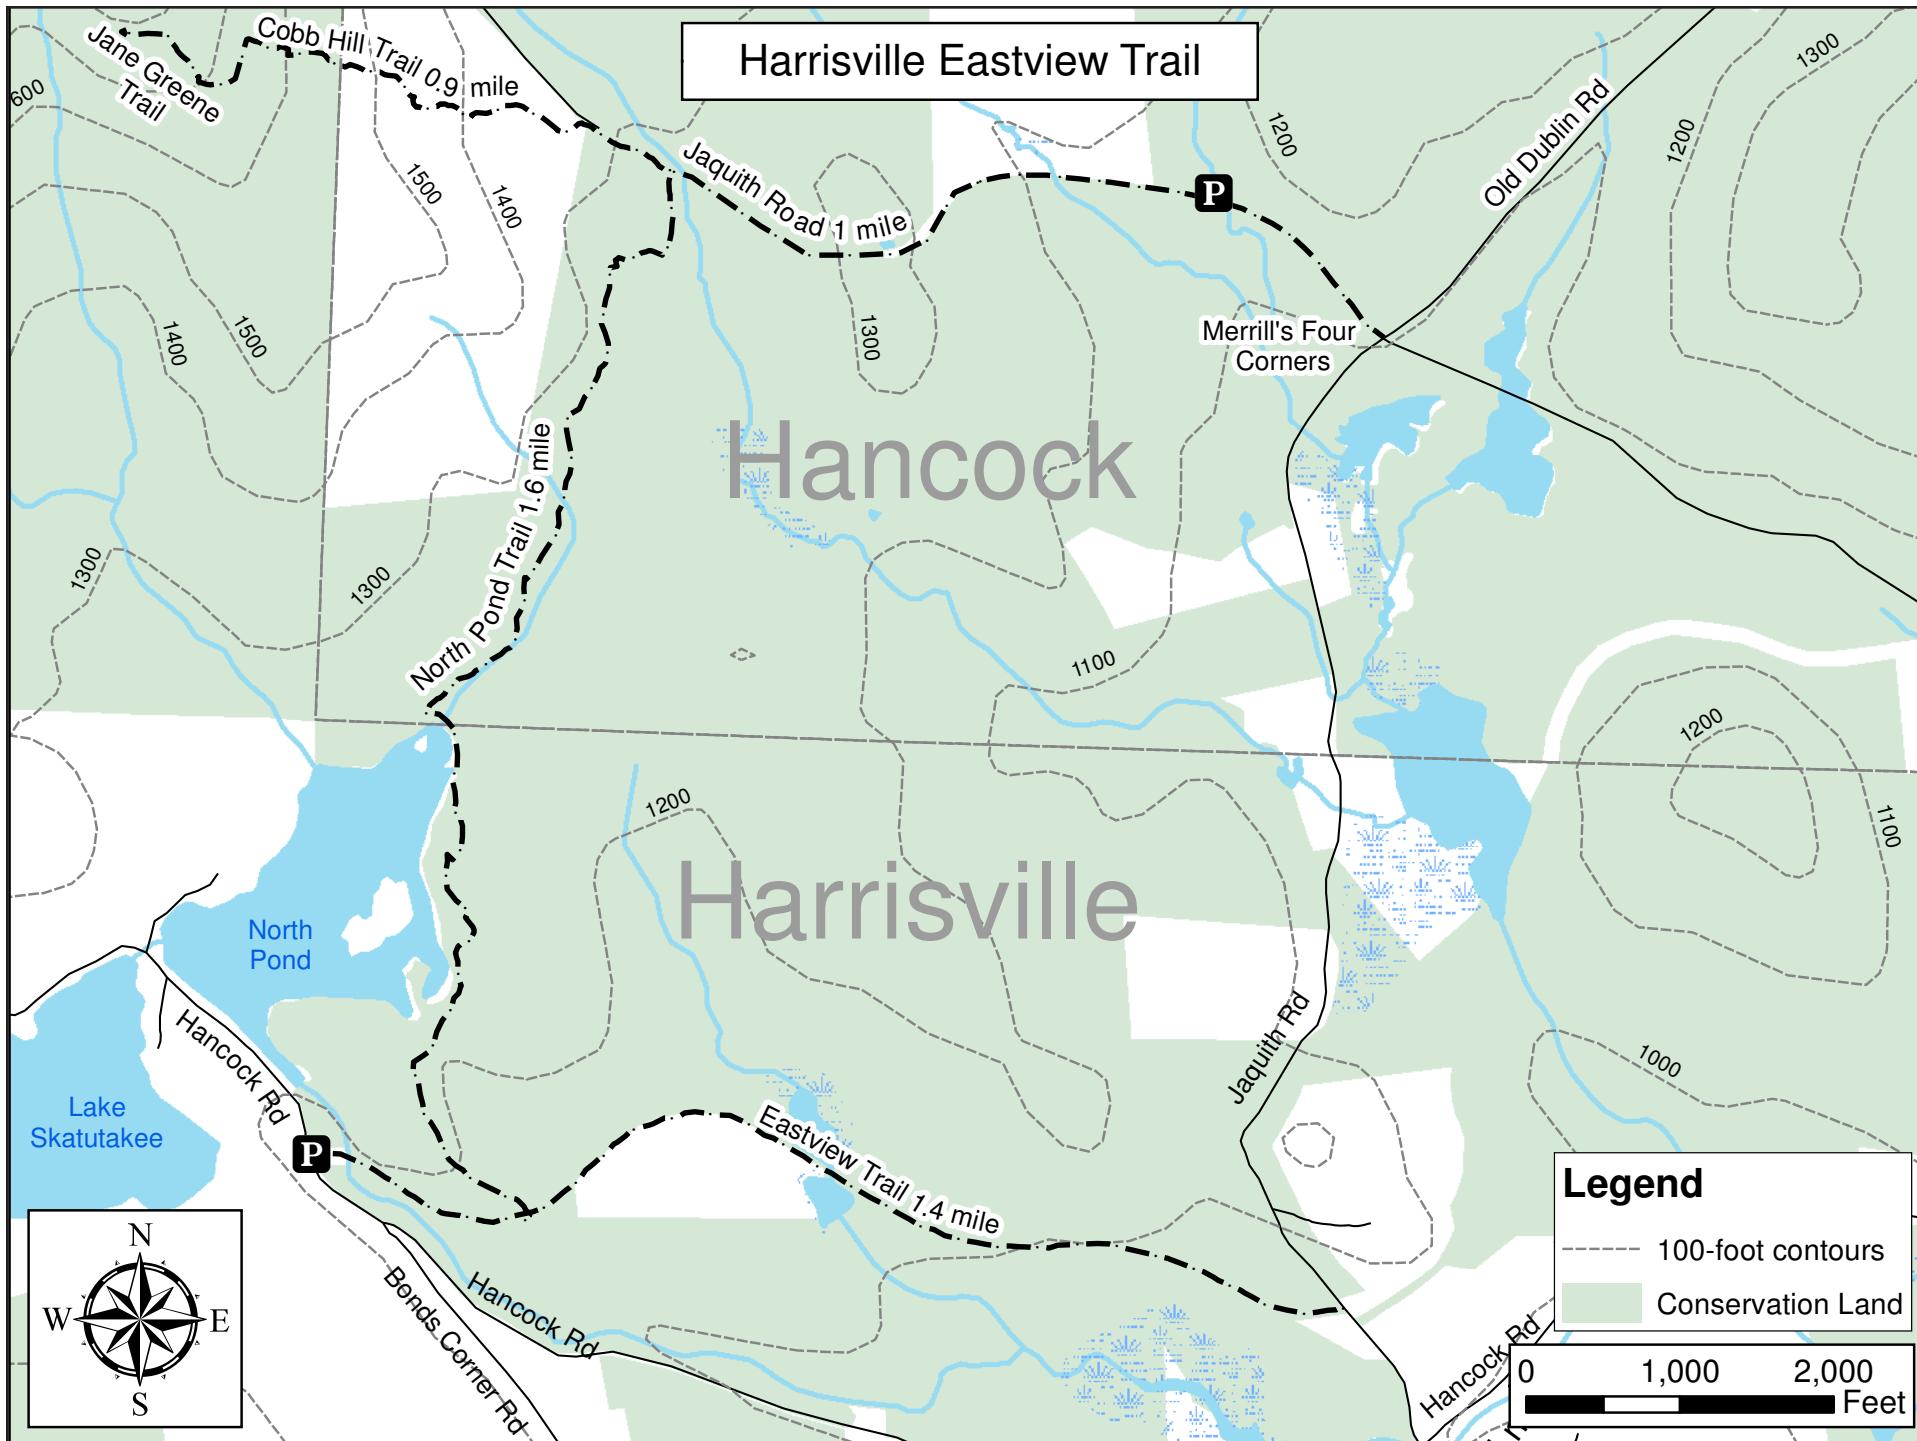 Harrisville Eastview Trail
Cobb Hill Trail 0.9 mile
Jane Greene
Trail
600
1300
1200
1200
Old Dublin Rd
Jaquith Road 1 mile
P
1500
1400
1400
1500
1300
Merrill's Four
Corners
Hancock
North Pond Trail 1.6 mile
1300
1300
1100
1200
1100
1200
Harrisville
North
Pond
Hancock Rd
Jaquith Rd
1000
Lake
Skatutakee
P
Eastview Trail 1.4 mile
Hancock Rd
Bonds Corner Rd
Hancock Rd
N
W
E
S
Legend
100-foot contours
Conservation Land
0 1,000 2,000
Feet